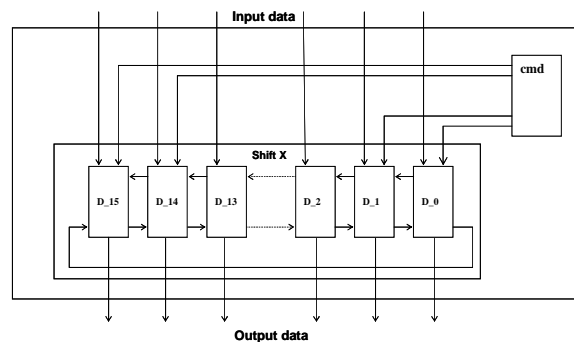 Input data
cmd
Shift X
D_15 D_14 D_13 D_2 D_1 D_0
Output data